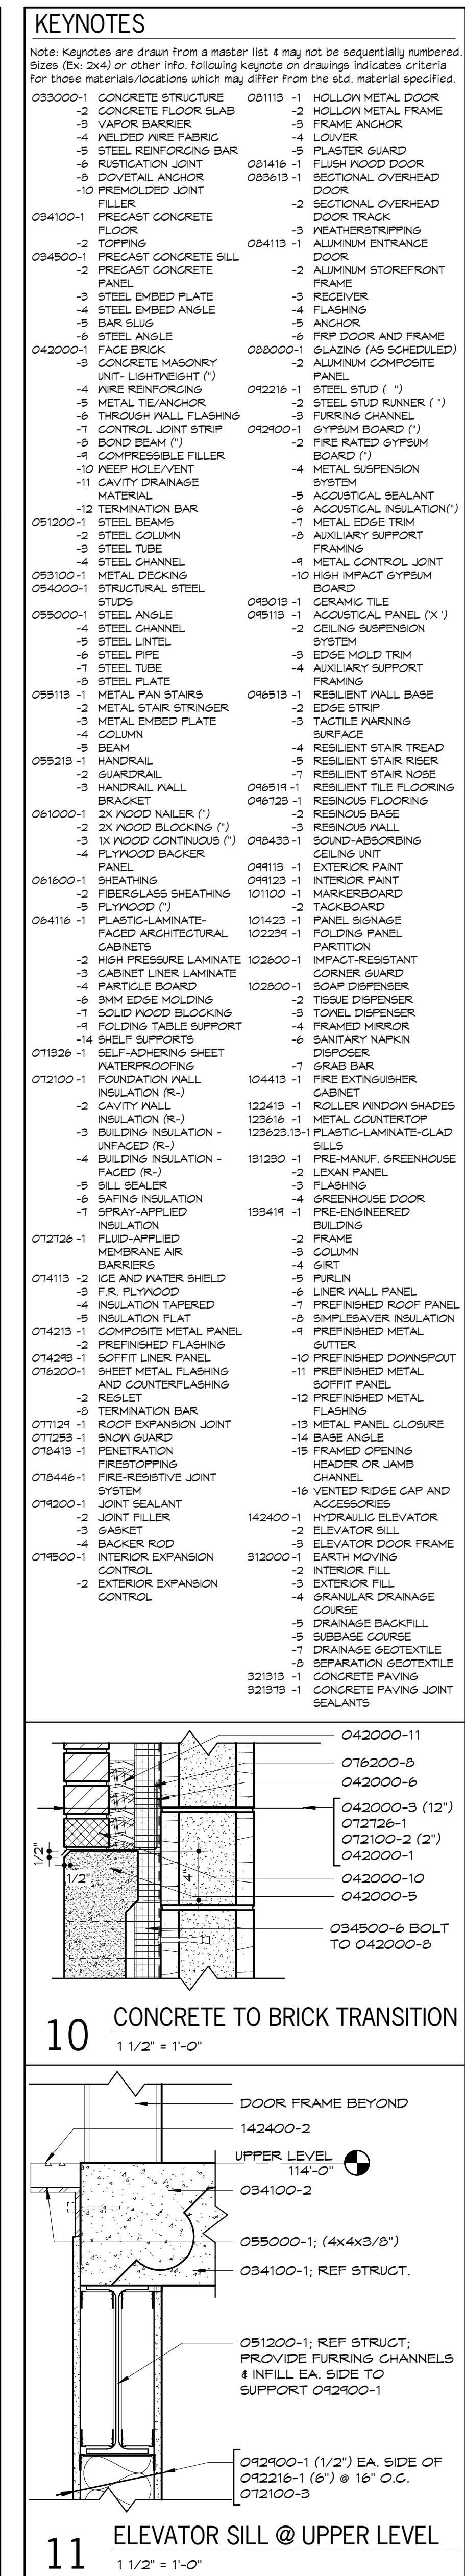 KEYNOTES
Note: Keynotes are drawn from a master list & may not be sequentially numbered.
Sizes (Ex: 2x4) or other info. following keynote on drawings indicates criteria
for those materials/locations which may differ from the std. material specified.
033000-1 CONCRETE STRUCTURE
-2 CONCRETE FLOOR SLAB
-3 VAPOR BARRIER
-4 WELDED WIRE FABRIC
-5 STEEL REINFORCING BAR
-6 RUSTICATION JOINT
-8 DOVETAIL ANCHOR
-10 PREMOLDED JOINT
FILLER
034100-1 PRECAST CONCRETE
FLOOR
-2 TOPPING
034500-1 PRECAST CONCRETE SILL
-2 PRECAST CONCRETE
PANEL
-3 STEEL EMBED PLATE
-4 STEEL EMBED ANGLE
-5 BAR SLUG
-6 STEEL ANGLE
042000-1 FACE BRICK
-3 CONCRETE MASONRY
UNIT- LIGHTWEIGHT (")
-4 WIRE REINFORCING
-5 METAL TIE/ANCHOR
-6 THROUGH WALL FLASHING
-7 CONTROL JOINT STRIP
-8 BOND BEAM (")
-9 COMPRESSIBLE FILLER
-10 WEEP HOLE/VENT
-11 CAVITY DRAINAGE
MATERIAL
-12 TERMINATION BAR
051200-1 STEEL BEAMS
-2 STEEL COLUMN
-3 STEEL TUBE
-4 STEEL CHANNEL
053100-1 METAL DECKING
054000-1 STRUCTURAL STEEL
STUDS
055000-1 STEEL ANGLE
-4 STEEL CHANNEL
-5 STEEL LINTEL
-6 STEEL PIPE
-7 STEEL TUBE
-8 STEEL PLATE
055113 -1 METAL PAN STAIRS
-2 METAL STAIR STRINGER
-3 METAL EMBED PLATE
-4 COLUMN
-5 BEAM
055213-1 HANDRAIL
-2 GUARDRAIL
-3 HANDRAIL WALL
BRACKET
061000-1 2X WOOD NAILER (")
-2 2X WOOD BLOCKING (")
-3 1X WOOD CONTINUOUS (")
-4 PLYWOOD BACKER
PANEL
061600-1 SHEATHING
-2 FIBERGLASS SHEATHING
-5 PLYWOOD (")
064116 -1 PLASTIC-LAMINATE-
FACED ARCHITECTURAL
CABINETS
-2 HIGH PRESSURE LAMINATE
-3 CABINET LINER LAMINATE
-4 PARTICLE BOARD
-6 3MM EDGE MOLDING
-7 SOLID WOOD BLOCKING
-9 FOLDING TABLE SUPPORT
-14 SHELF SUPPORTS
071326 -1 SELF-ADHERING SHEET
WATERPROOFING
072100-1 FOUNDATION WALL
INSULATION (R-)
-2 CAVITY WALL
INSULATION (R-)
-3 BUILDING INSULATION -
UNFACED (R-)
-4 BUILDING INSULATION -
FACED (R-)
-5 SILL SEALER
-6 SAFING INSULATION
-7 SPRAY-APPLIED
INSULATION
072726-1 FLUID-APPLIED
MEMBRANE AIR
BARRIERS
074113 -2 ICE AND WATER SHIELD
-3 F.R. PLYWOOD
-4 INSULATION TAPERED
-5 INSULATION FLAT
074213-1 COMPOSITE METAL PANEL
-2 PREFINISHED FLASHING
074293-1 SOFFIT LINER PANEL
076200-1 SHEET METAL FLASHING
AND COUNTERFLASHING
-2 REGLET
-8 TERMINATION BAR
077129 -1 ROOF EXPANSION JOINT
077253 -1 SNOW GUARD
078413 -1 PENETRATION
FIRESTOPPING
078446-1 FIRE-RESISTIVE JOINT
SYSTEM
079200-1 JOINT SEALANT
-2 JOINT FILLER
-3 GASKET
-4 BACKER ROD
079500-1 INTERIOR EXPANSION
CONTROL
-2 EXTERIOR EXPANSION
CONTROL
081113 -1 HOLLOW METAL DOOR
-2 HOLLOW METAL FRAME
-3 FRAME ANCHOR
-4 LOUVER
-5 PLASTER GUARD
081416 -1 FLUSH WOOD DOOR
083613 -1 SECTIONAL OVERHEAD
DOOR
-2 SECTIONAL OVERHEAD
DOOR TRACK
-3 WEATHERSTRIPPING
084113 -1 ALUMINUM ENTRANCE
DOOR
-2 ALUMINUM STOREFRONT
FRAME
-3 RECEIVER
-4 FLASHING
-5 ANCHOR
-6 FRP DOOR AND FRAME
088000-1 GLAZING (AS SCHEDULED)
-2 ALUMINUM COMPOSITE
PANEL
092216 -1 STEEL STUD ( ")
-2 STEEL STUD RUNNER ( ")
-3 FURRING CHANNEL
092900-1 GYPSUM BOARD (")
-2 FIRE RATED GYPSUM
BOARD (")
-4 METAL SUSPENSION
SYSTEM
-5 ACOUSTICAL SEALANT
-6 ACOUSTICAL INSULATION(")
-7 METAL EDGE TRIM
-8 AUXILIARY SUPPORT
FRAMING
-9 METAL CONTROL JOINT
-10 HIGH IMPACT GYPSUM
BOARD
093013 -1 CERAMIC TILE
095113 -1 ACOUSTICAL PANEL ('X ')
-2 CEILING SUSPENSION
SYSTEM
-3 EDGE MOLD TRIM
-4 AUXILIARY SUPPORT
FRAMING
096513 -1 RESILIENT WALL BASE
-2 EDGE STRIP
-3 TACTILE WARNING
SURFACE
-4 RESILIENT STAIR TREAD
-5 RESILIENT STAIR RISER
-7 RESILIENT STAIR NOSE
096519 -1 RESILIENT TILE FLOORING
096723 -1 RESINOUS FLOORING
-2 RESINOUS BASE
-3 RESINOUS WALL
098433-1 SOUND-ABSORBING
CEILING UNIT
099113 -1 EXTERIOR PAINT
099123 -1 INTERIOR PAINT
101100 -1 MARKERBOARD
-2 TACKBOARD
101423 -1 PANEL SIGNAGE
102239 -1 FOLDING PANEL
PARTITION
102600-1 IMPACT-RESISTANT
CORNER GUARD
102800-1 SOAP DISPENSER
-2 TISSUE DISPENSER
-3 TOWEL DISPENSER
-4 FRAMED MIRROR
-6 SANITARY NAPKIN
DISPOSER
-7 GRAB BAR
104413 -1 FIRE EXTINGUISHER
CABINET
122413 -1 ROLLER WINDOW SHADES
123616 -1 METAL COUNTERTOP
123623.13-1 PLASTIC-LAMINATE-CLAD
SILLS
131230 -1 PRE-MANUF. GREENHOUSE
-2 LEXAN PANEL
-3 FLASHING
-4 GREENHOUSE DOOR
133419 -1 PRE-ENGINEERED
BUILDING
-2 FRAME
-3 COLUMN
-4 GIRT
-5 PURLIN
-6 LINER WALL PANEL
-7 PREFINISHED ROOF PANEL
-8 SIMPLESAVER INSULATION
-9 PREFINISHED METAL
GUTTER
-10 PREFINISHED DOWNSPOUT
-11 PREFINISHED METAL
SOFFIT PANEL
-12 PREFINISHED METAL
FLASHING
-13 METAL PANEL CLOSURE
-14 BASE ANGLE
-15 FRAMED OPENING
HEADER OR JAMB
CHANNEL
-16 VENTED RIDGE CAP AND
ACCESSORIES
142400-1 HYDRAULIC ELEVATOR
-2 ELEVATOR SILL
-3 ELEVATOR DOOR FRAME
312000-1 EARTH MOVING
-2 INTERIOR FILL
-3 EXTERIOR FILL
-4 GRANULAR DRAINAGE
COURSE
-5 DRAINAGE BACKFILL
-5 SUBBASE COURSE
-7 DRAINAGE GEOTEXTILE
-8 SEPARATION GEOTEXTILE
321313 -1 CONCRETE PAVING
321373 -1 CONCRETE PAVING JOINT
SEALANTS
042000-11
076200-8
042000-6
042000-3 (12")
072726-1
072100-2 (2")
042000-1
042000-10
042000-5
034500-6 BOLT
TO 042000-8
1/2"
1/2"
4"
10 CONCRETE TO BRICK TRANSITION
1 1/2" = 1'-0"
DOOR FRAME BEYOND
142400-2
UPPER LEVEL
114'-0"
034100-2
055000-1; (4x4x3/8")
034100-1; REF STRUCT.
051200-1; REF STRUCT;
PROVIDE FURRING CHANNELS
& INFILL EA. SIDE TO
SUPPORT 092900-1
092900-1 (1/2") EA. SIDE OF
092216-1 (6") @ 16" O.C.
072100-3
11 ELEVATOR SILL @ UPPER LEVEL
1 1/2" = 1'-0"